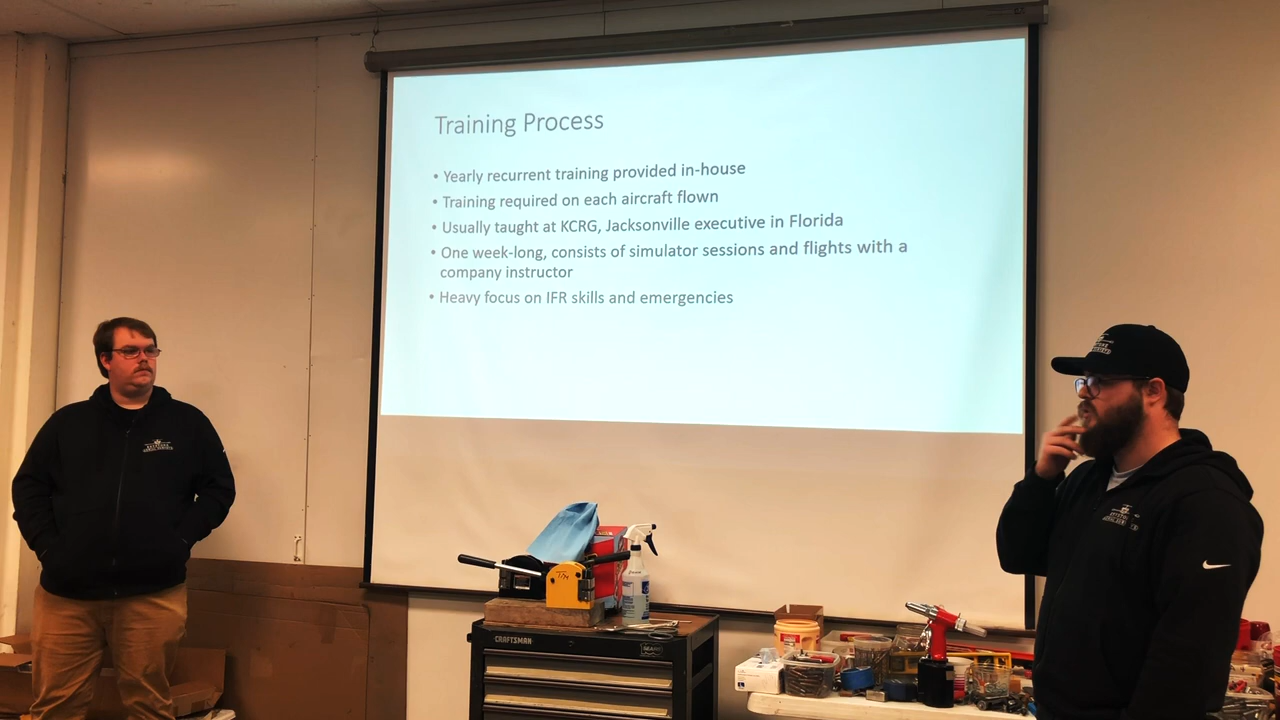 Training Process
• Yearly recurrent training provided in-house
• Training required on each aircraft flown
• Usually taught at KCRG, Jacksonville executive in Florida
• One week-long, consists of simulator sessions and flights with a
company instructor
• Heavy focus on IFR skills and emergencies
CRAFTSMAN
SEARS